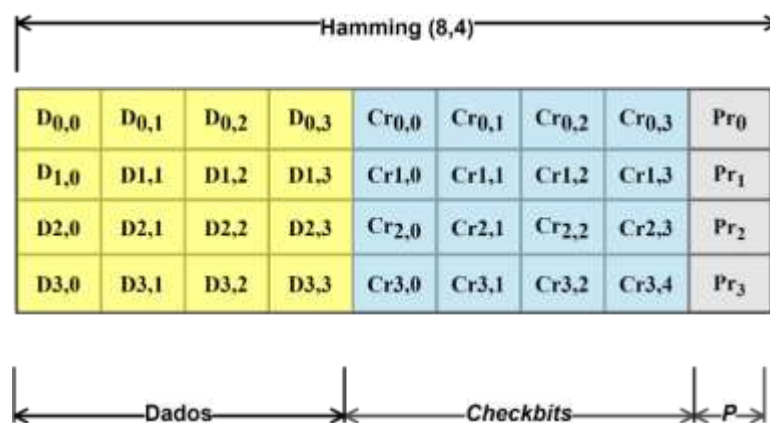 Hamming (8,4)
D0,0 D0,1 D0,2 D0,3 Cr0,0 Cr0,1 Cr0,2 Cr0,3 Pr0
D1,0 D1,1 D1,2 D1,3 Cr1,0 Cr1,1 Cr1,2 Cr1,3 Pr1
D2,0 D2,1 D2,2 D2,3 Cr2,0 Cr2,1 Cr2,2 Cr2,3 Pr2
D3,0 D3,1 D3,2 D3,3 Cr3,0 Cr3,1 Cr3,2 Cr3,4 Pr3
Dados Checkbits P